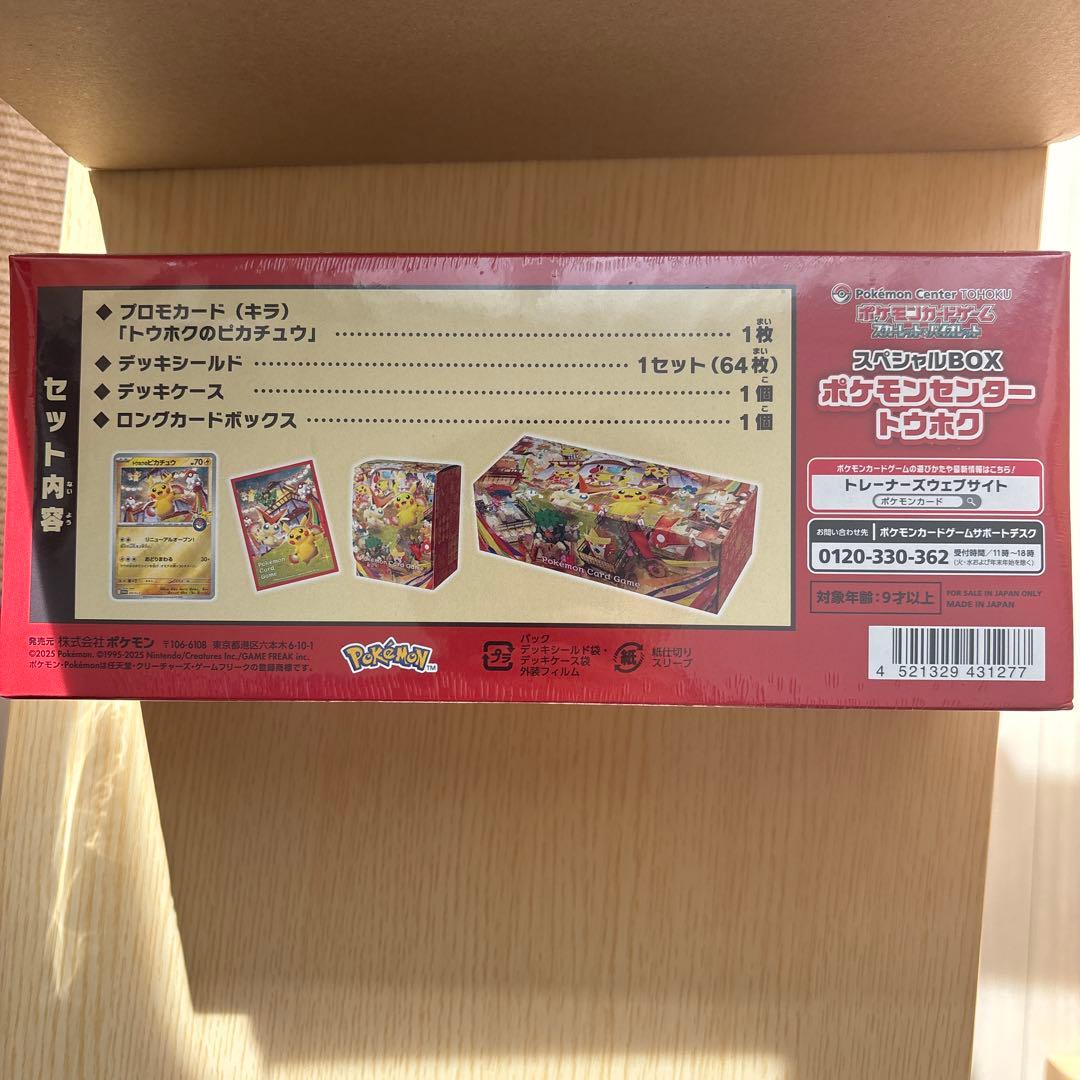 セット内容
ない
よう
◆ プロモカード（キラ）
「トウホクのピカチュウ」 1枚
まい
◆ デッキシールド 1セット（64枚）
まい
◆ デッキケース 1個
こ
◆ ロングカードボックス 1個
こ
トウホクのピカチュウ
70
リニューアルオープン！
おどりまわる 30+
Pokémon
Card
Game
Pokémon Card Game
Pokémon Card Game
Pokémon Center TOHOKU
ポケモンカードゲーム
スカーレット&バイオレット
スペシャルBOX
ポケモンセンター
トウホク
ポケモンカードゲームの遊びかたや最新情報はこちら！
トレーナーズウェブサイト
ポケモンカード
お問い合わせ先 ポケモンカードゲームサポートデスク
0120-330-362 受付時間／11時〜18時
（火・水および年末年始を除く）
対象年齢：9才以上
FOR SALE IN JAPAN ONLY
MADE IN JAPAN
4 521329 431277
発売元 株式会社ポケモン 〒106-6108 東京都港区六本木6-10-1
©2025 Pokémon. ©1995-2025 Nintendo/Creatures Inc./GAME FREAK inc.
ポケモン・Pokémonは任天堂・クリーチャーズ・ゲームフリークの登録商標です。
POKÉMON™
プラ
パック
デッキシールド袋・
デッキケース袋
外装フィルム
紙
紙仕切り
スリーブ